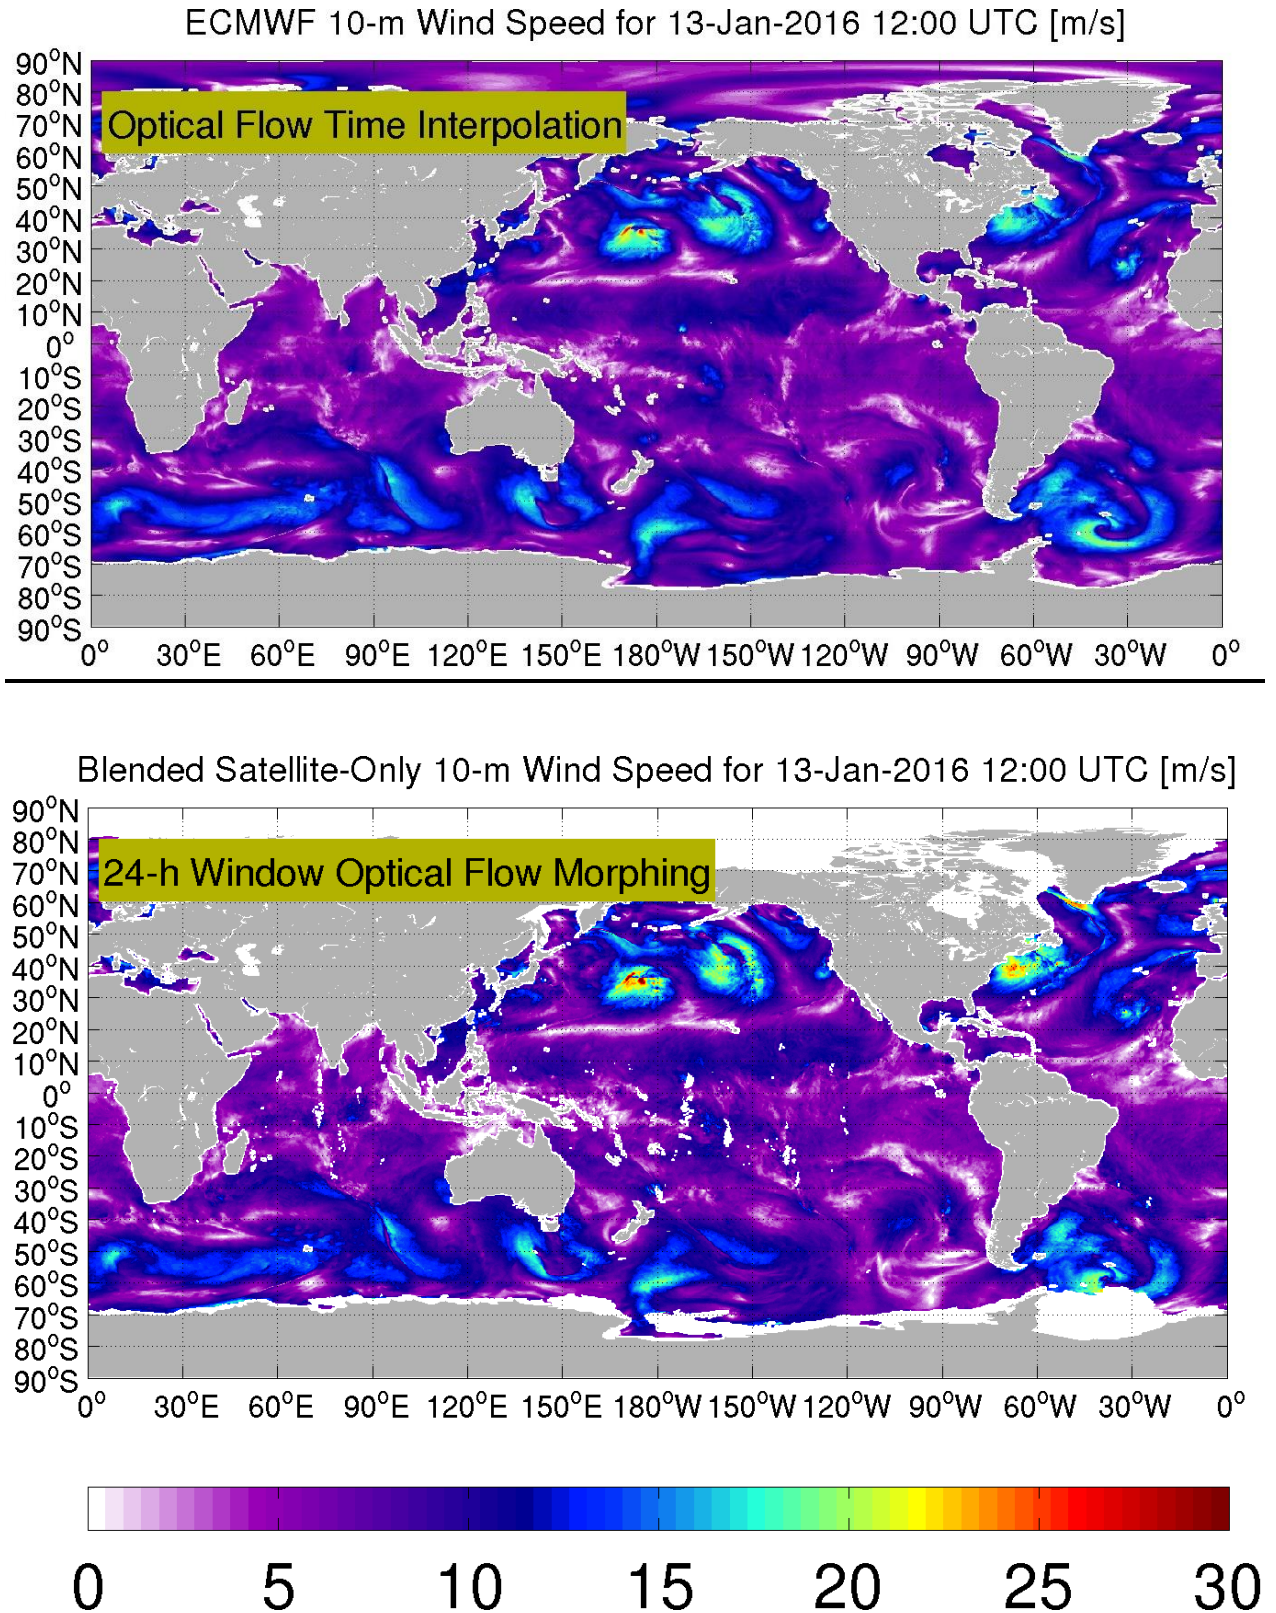 ECMWF 10-m Wind Speed for 13-Jan-2016 12:00 UTC [m/s]
90°N
80°N
Optical Flow Time Interpolation
70°N
60°N
50°N
40°N
30°N
20°N
10°N
0°
10°S
20°S
30°S
40°S
50°S
60°S
70°S
80°S
90°S
0° 30°E 60°E 90°E 120°E 150°E 180°W 150°W 120°W 90°W 60°W 30°W 0°
Blended Satellite-Only 10-m Wind Speed for 13-Jan-2016 12:00 UTC [m/s]
90°N
80°N
24-h Window Optical Flow Morphing
70°N
60°N
50°N
40°N
30°N
20°N
10°N
0°
10°S
20°S
30°S
40°S
50°S
60°S
70°S
80°S
90°S
0° 30°E 60°E 90°E 120°E 150°E 180°W 150°W 120°W 90°W 60°W 30°W 0°
0 5 10 15 20 25 30